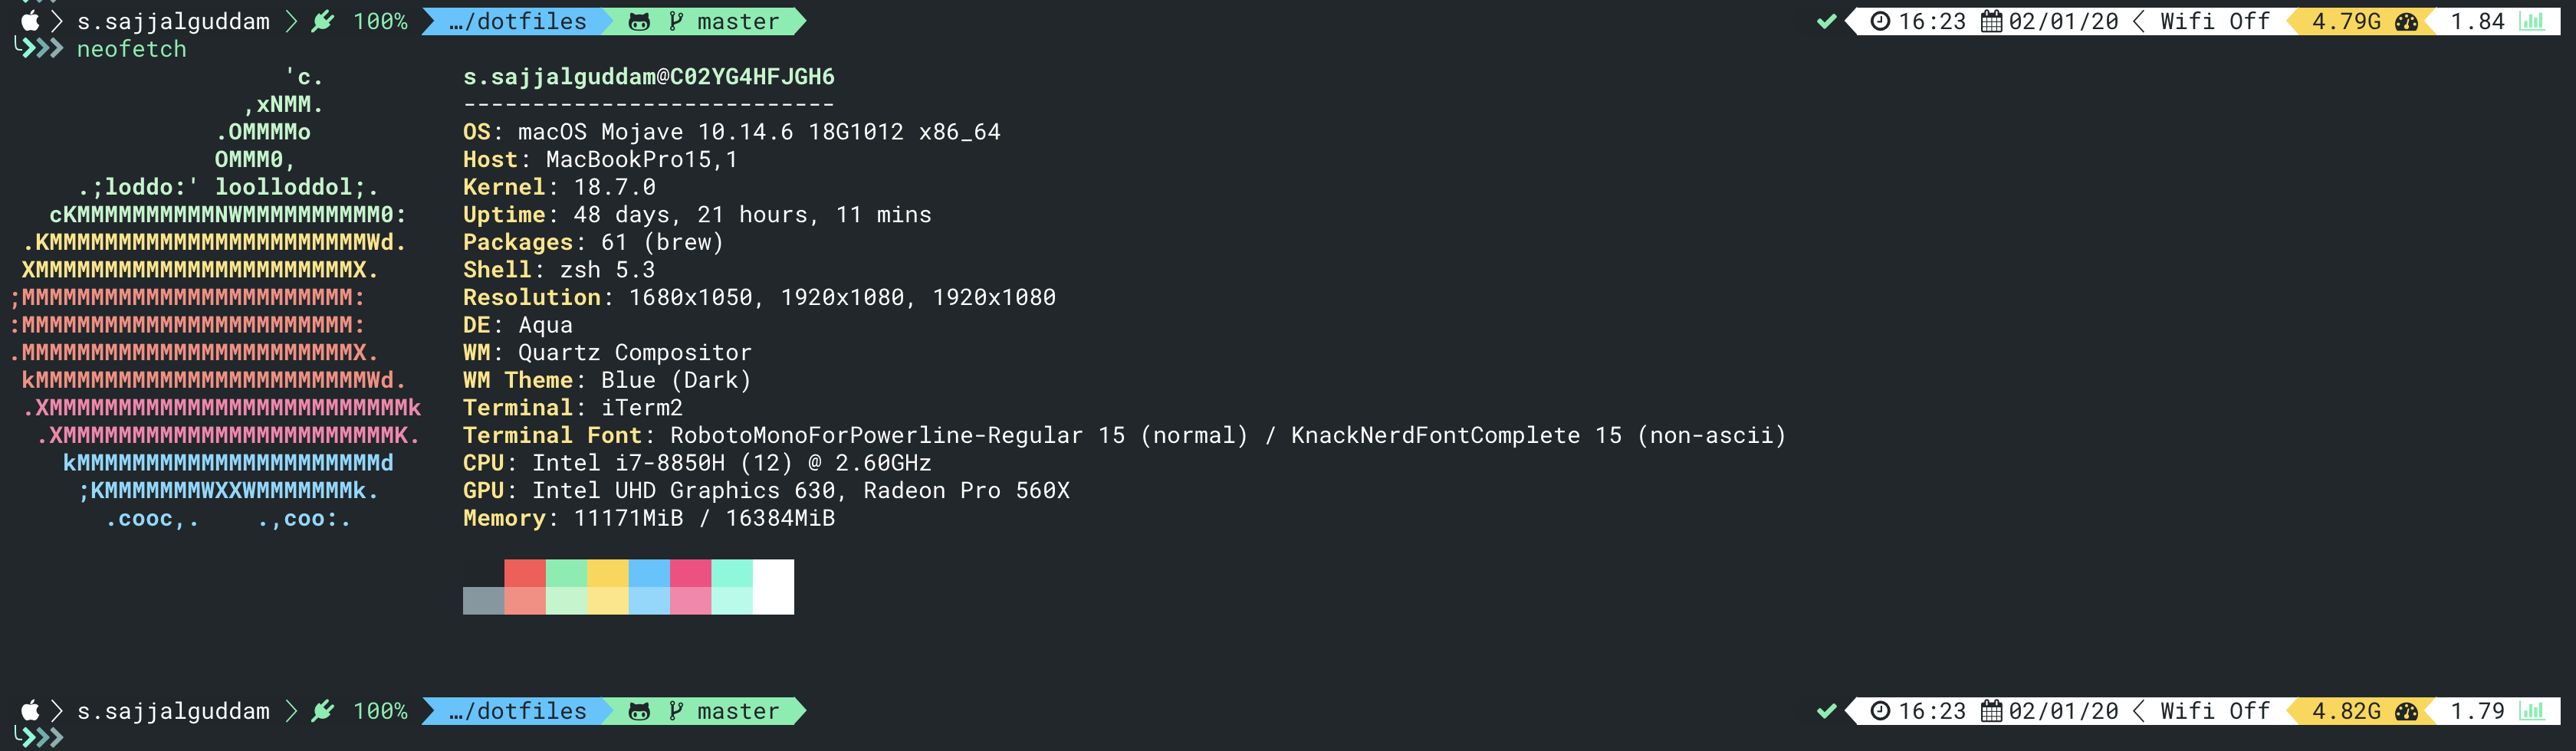 s.sajjalguddam 100% …/dotfiles master 16:23 02/01/20 Wifi Off 4.79G 1.84
neofetch
'c. s.sajjalguddam@C02YG4HFJGH6
,xNMM. ---------------------------
.OMMMMo OS: macOS Mojave 10.14.6 18G1012 x86_64
OMMM0, Host: MacBookPro15,1
.;loddo:' loolloddol;. Kernel: 18.7.0
cKMMMMMMMMMMNWMMMMMMMMMM0: Uptime: 48 days, 21 hours, 11 mins
.KMMMMMMMMMMMMMMMMMMMMMMMWd. Packages: 61 (brew)
XMMMMMMMMMMMMMMMMMMMMMMMX. Shell: zsh 5.3
;MMMMMMMMMMMMMMMMMMMMMMMM: Resolution: 1680x1050, 1920x1080, 1920x1080
:MMMMMMMMMMMMMMMMMMMMMMMM: DE: Aqua
.MMMMMMMMMMMMMMMMMMMMMMMMX. WM: Quartz Compositor
kMMMMMMMMMMMMMMMMMMMMMMMMWd. WM Theme: Blue (Dark)
.XMMMMMMMMMMMMMMMMMMMMMMMMMMk Terminal: iTerm2
.XMMMMMMMMMMMMMMMMMMMMMMMMK. Terminal Font: RobotoMonoForPowerline-Regular 15 (normal) / KnackNerdFontComplete 15 (non-ascii)
kMMMMMMMMMMMMMMMMMMMMMMd CPU: Intel i7-8850H (12) @ 2.60GHz
;KMMMMMMMWXXWMMMMMMMk. GPU: Intel UHD Graphics 630, Radeon Pro 560X
.cooc,. .,coo:. Memory: 11171MiB / 16384MiB
s.sajjalguddam 100% …/dotfiles master 16:23 02/01/20 Wifi Off 4.82G 1.79